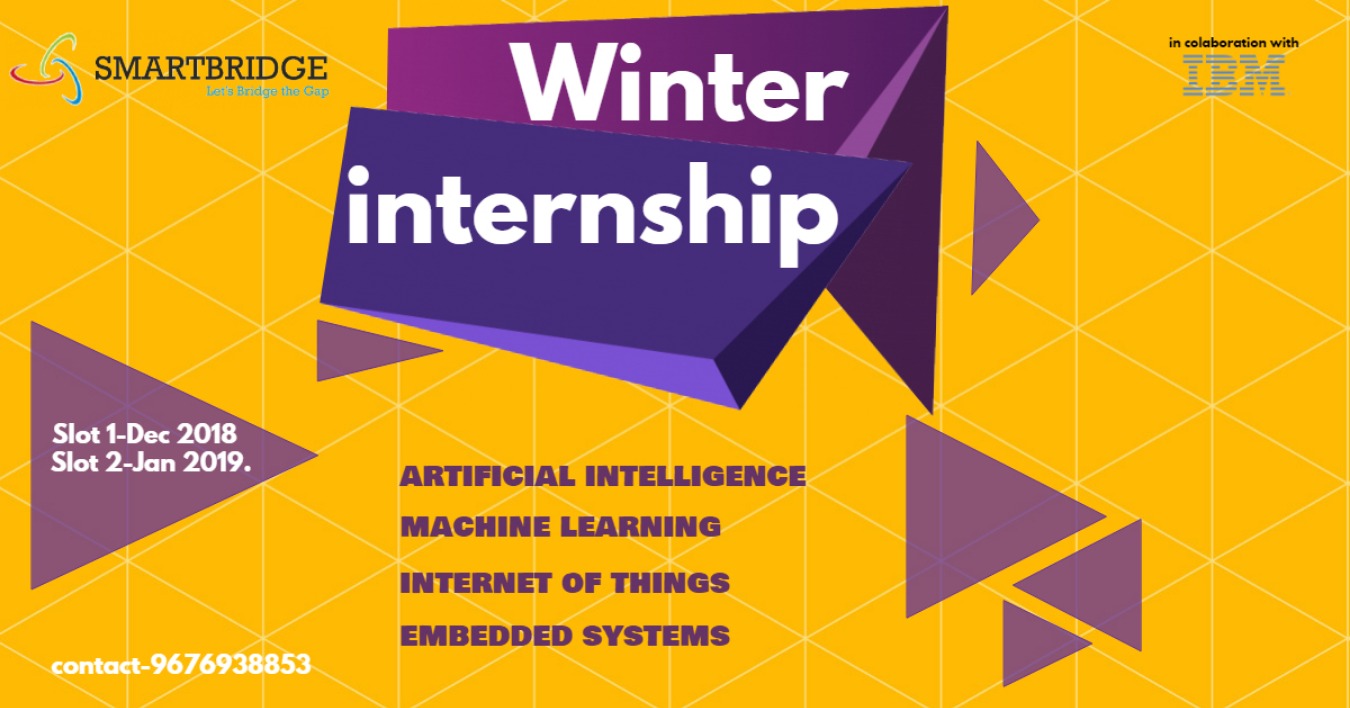 SMARTBRIDGE
Let's Bridge the Gap
Winter
internship
in colaboration with
IBM
Slot 1-Dec 2018
Slot 2-Jan 2019.
ARTIFICIAL INTELLIGENCE
MACHINE LEARNING
INTERNET OF THINGS
EMBEDDED SYSTEMS
contact-9676938853